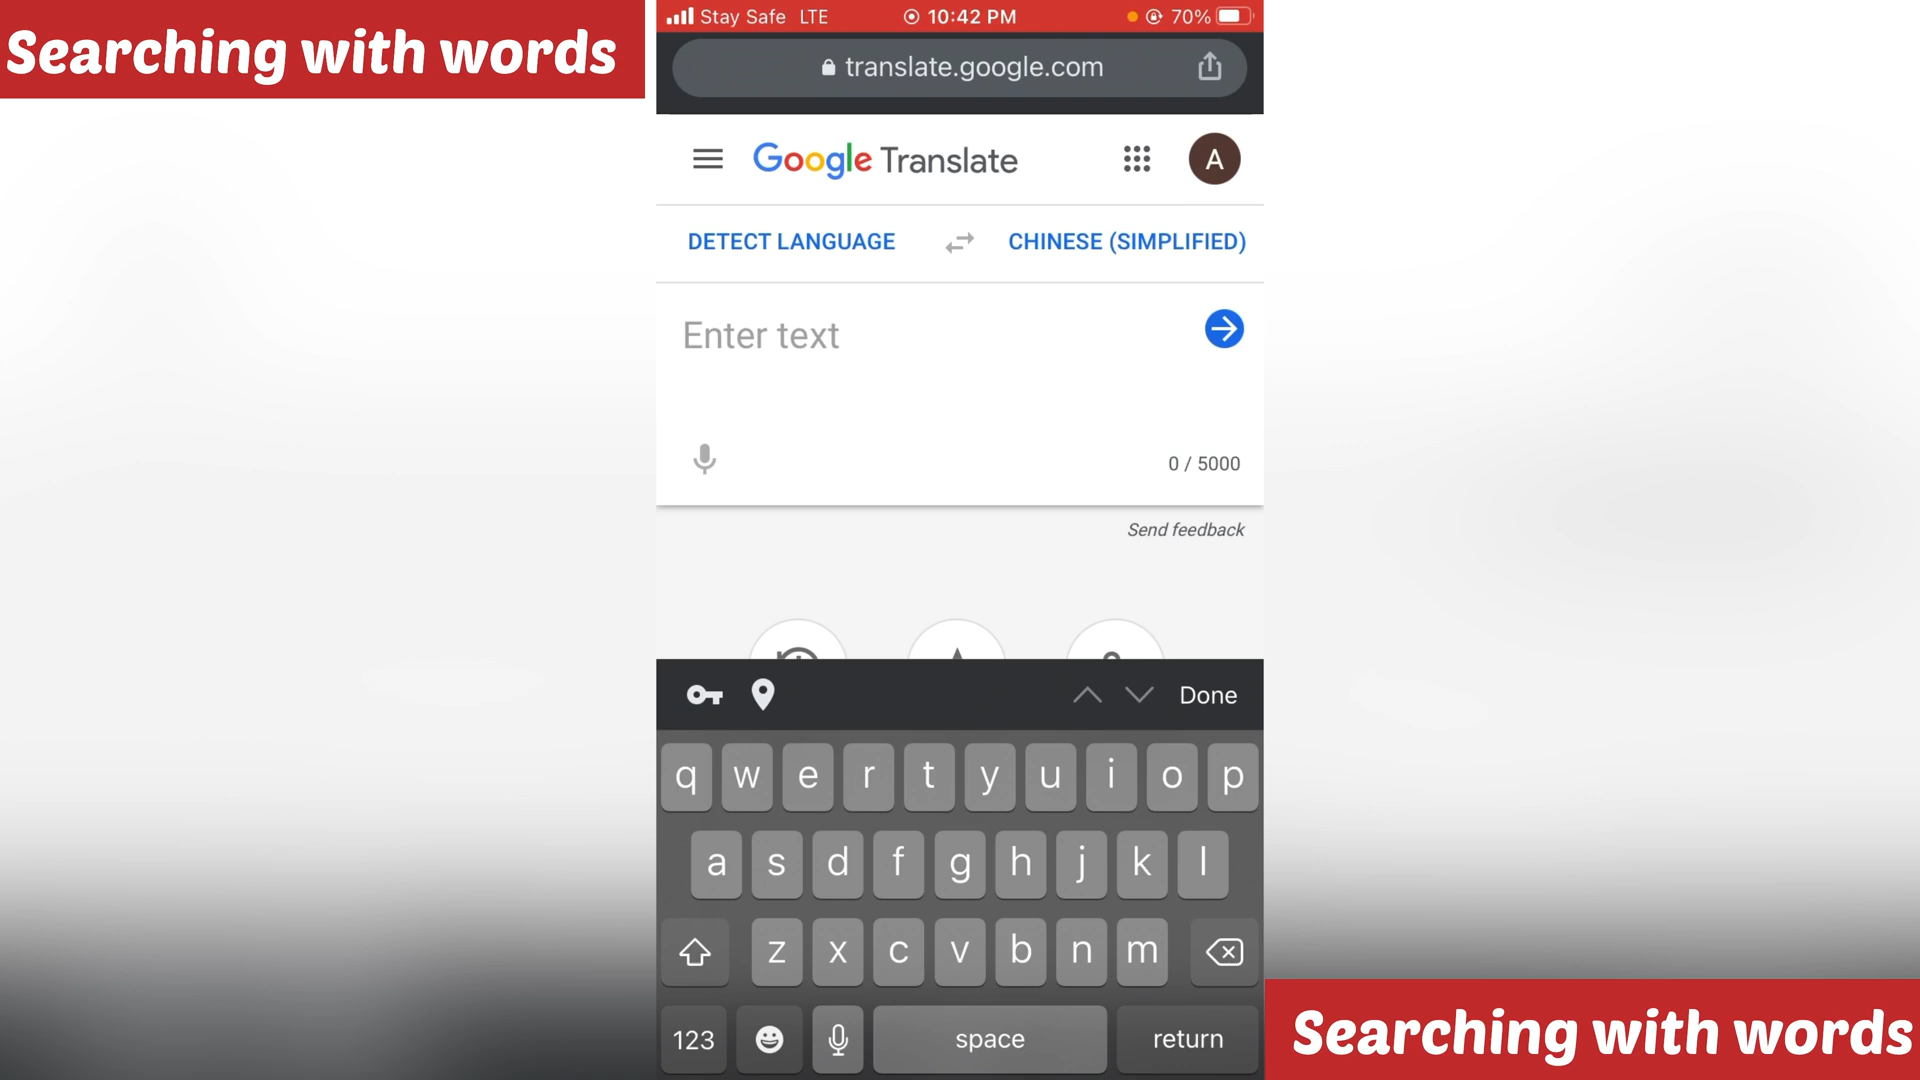 Searching with words
Stay Safe LTE 10:42 PM 70%
translate.google.com
Google Translate A
DETECT LANGUAGE CHINESE (SIMPLIFIED)
Enter text
0 / 5000
Send feedback
Done
q w e r t y u i o p
a s d f g h j k l
z x c v b n m
123 space return
Searching with words